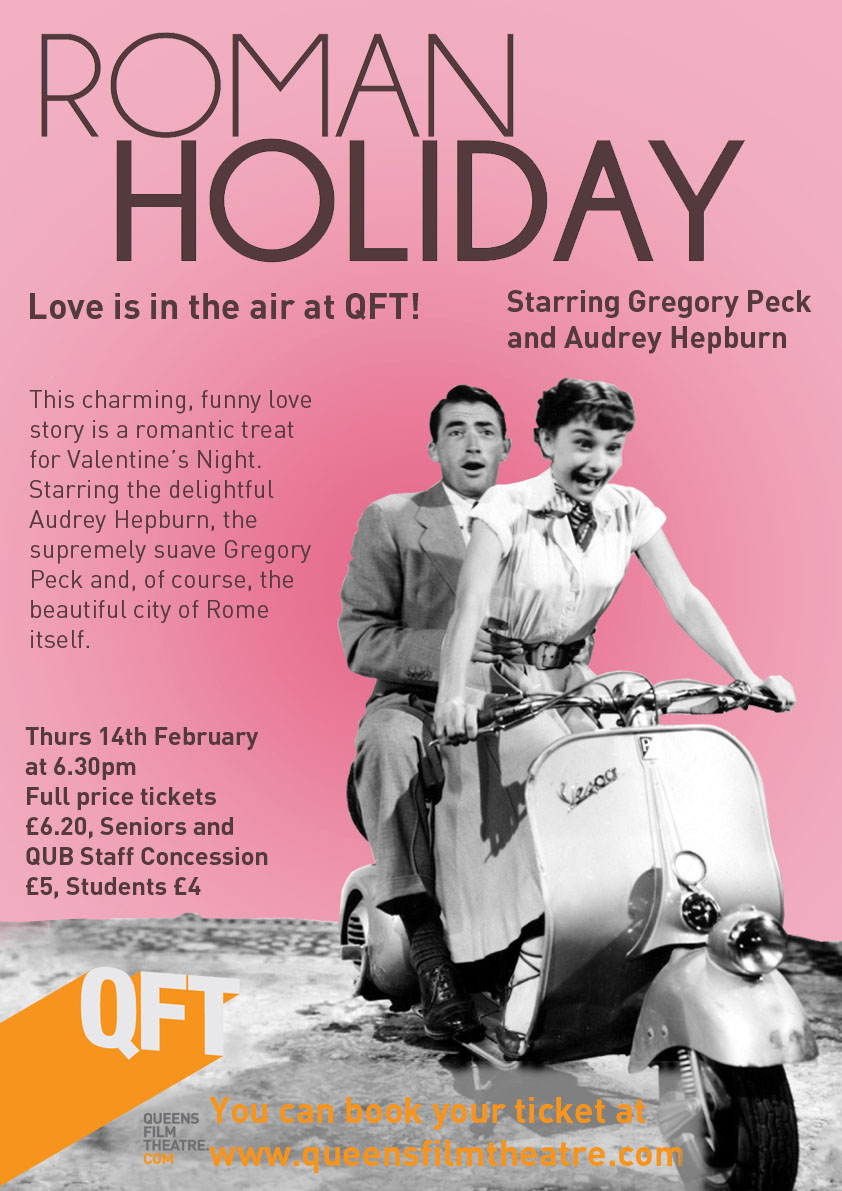 ROMAN
HOLIDAY
Love is in the air at QFT!
Starring Gregory Peck
and Audrey Hepburn
This charming, funny love
story is a romantic treat
for Valentine's Night.
Starring the delightful
Audrey Hepburn, the
supremely suave Gregory
Peck and, of course, the
beautiful city of Rome
itself.
Thurs 14th February
at 6.30pm
Full price tickets
£6.20, Seniors and
QUB Staff Concession
£5, Students £4
Vespa
QFT
QUEENS
FILM
THEATRE.
COM
You can book your ticket at
www.queensfilmtheatre.com